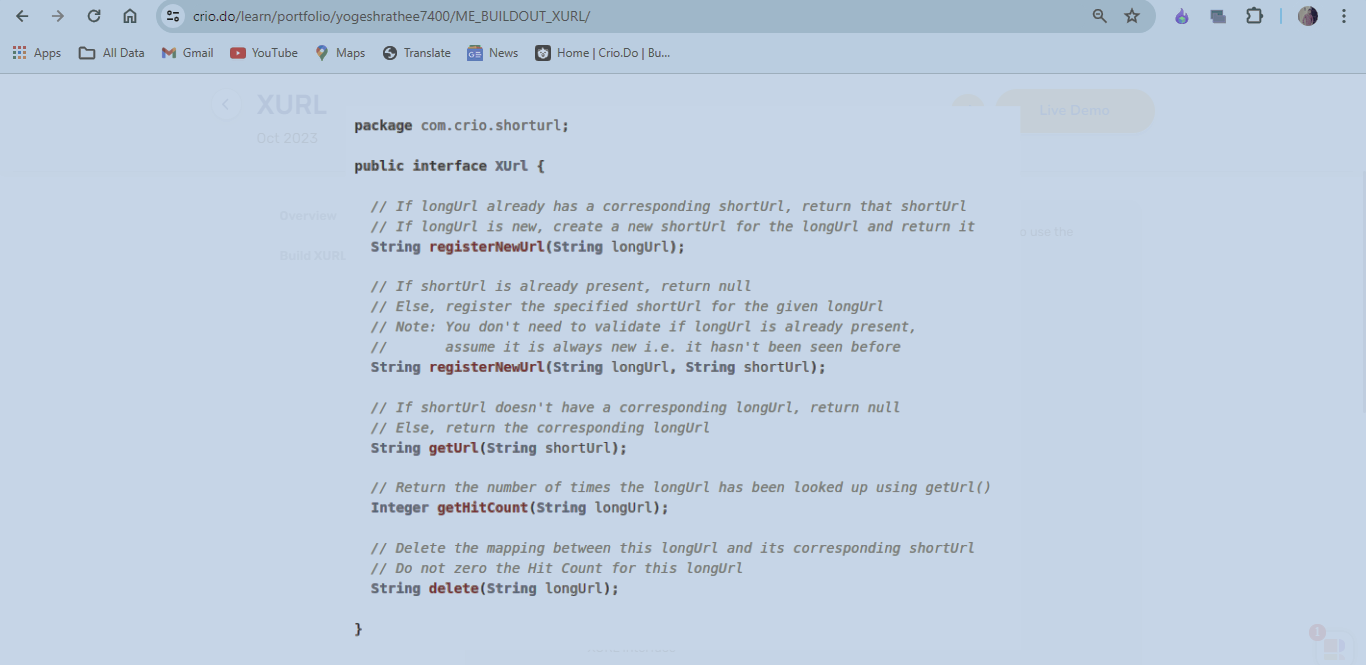 crio.do/learn/portfolio/yogeshrathee7400/ME_BUILDOUT_XURL/
Apps All Data Gmail YouTube Maps Translate News Home | Crio.Do | Bu...
XURL
Live Demo
Oct 2023
package com.crio.shorturl;
public interface XUrl {
Overview
// If longUrl already has a corresponding shortUrl, return that shortUrl
// If longUrl is new, create a new shortUrl for the longUrl and return it
o use the
String registerNewUrl(String longUrl);
Build XURL
// If shortUrl is already present, return null
// Else, register the specified shortUrl for the given longUrl
// Note: You don't need to validate if longUrl is already present,
//       assume it is always new i.e. it hasn't been seen before
String registerNewUrl(String longUrl, String shortUrl);
// If shortUrl doesn't have a corresponding longUrl, return null
// Else, return the corresponding longUrl
String getUrl(String shortUrl);
// Return the number of times the longUrl has been looked up using getUrl()
Integer getHitCount(String longUrl);
// Delete the mapping between this longUrl and its corresponding shortUrl
// Do not zero the Hit Count for this longUrl
String delete(String longUrl);
}
1